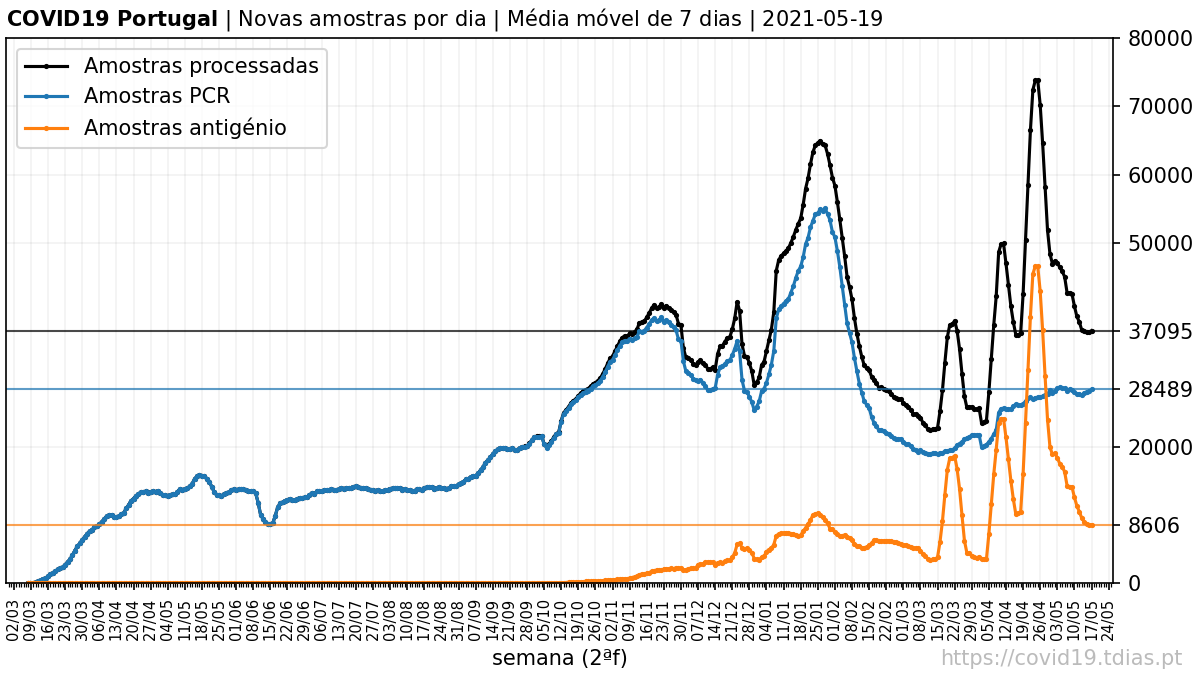 COVID19 Portugal | Novas amostras por dia | Média móvel de 7 dias | 2021-05-19
Amostras processadas
Amostras PCR
Amostras antigénio
80000
70000
60000
50000
37095
28489
20000
8606
0
02/03 09/03 16/03 23/03 30/03 06/04 13/04 20/04 27/04 04/05 11/05 18/05 25/05 01/06 08/06 15/06 22/06 29/06 06/07 13/07 20/07 27/07 03/08 10/08 17/08 24/08 31/08 07/09 14/09 21/09 28/09 05/10 12/10 19/10 26/10 02/11 09/11 16/11 23/11 30/11 07/12 14/12 21/12 28/12 04/01 11/01 18/01 25/01 01/02 08/02 15/02 22/02 01/03 08/03 15/03 22/03 29/03 05/04 12/04 19/04 26/04 03/05 10/05 17/05 24/05
semana (2ªf)
https://covid19.tdias.pt